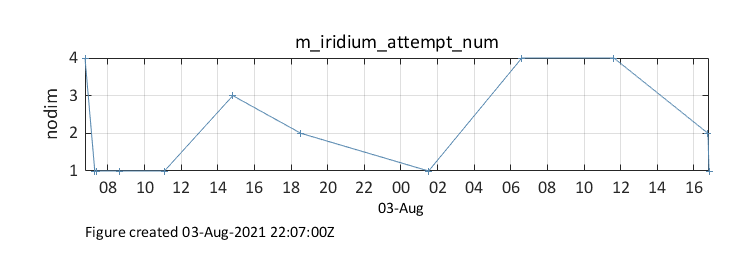 m_iridium_attempt_num
4
3
2
1
nodim
08 10 12 14 16 18 20 22 00 02 04 06 08 10 12 14 16
03-Aug
Figure created 03-Aug-2021 22:07:00Z